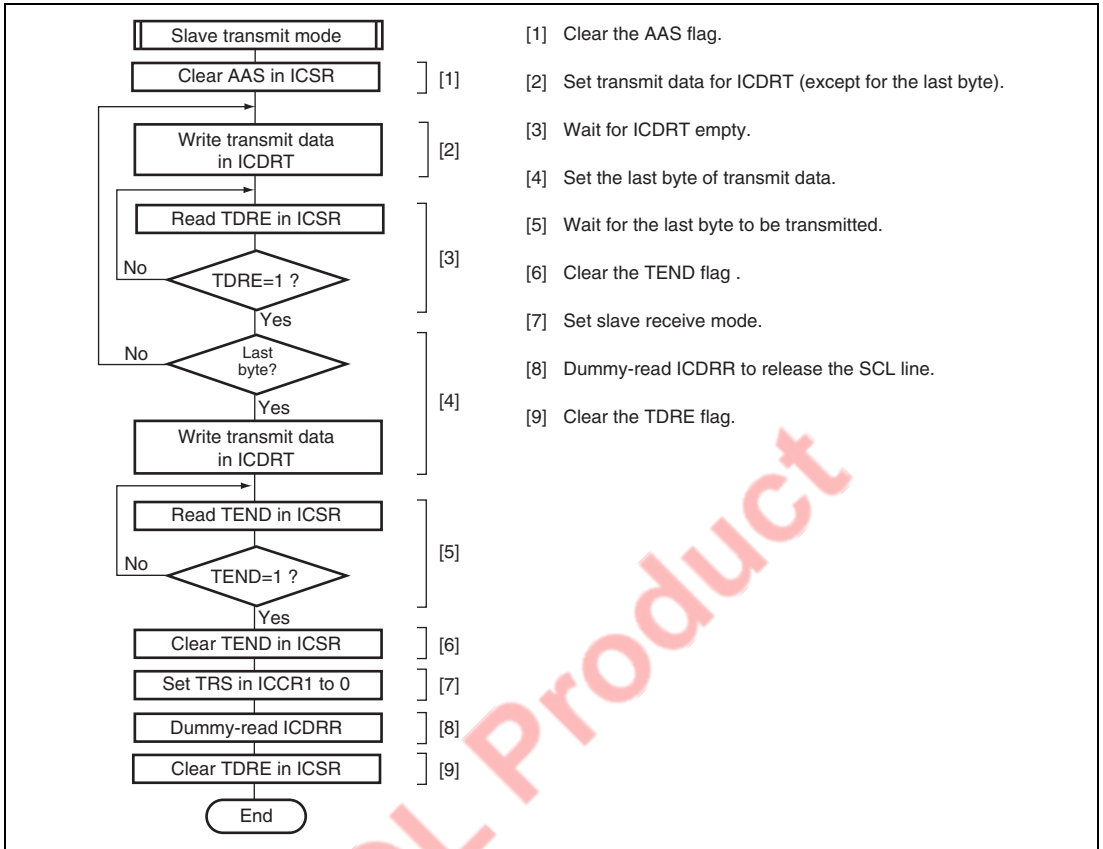 Slave transmit mode
Clear AAS in ICSR
[1]
Write transmit data
in ICDRT
[2]
Read TDRE in ICSR
[3]
No
TDRE=1 ?
Yes
No
Last
byte?
[4]
Yes
Write transmit data
in ICDRT
Read TEND in ICSR
[5]
No
TEND=1 ?
Yes
Clear TEND in ICSR
[6]
Set TRS in ICCR1 to 0
[7]
Dummy-read ICDRR
[8]
Clear TDRE in ICSR
[9]
End
[1] Clear the AAS flag.
[2] Set transmit data for ICDRT (except for the last byte).
[3] Wait for ICDRT empty.
[4] Set the last byte of transmit data.
[5] Wait for the last byte to be transmitted.
[6] Clear the TEND flag .
[7] Set slave receive mode.
[8] Dummy-read ICDRR to release the SCL line.
[9] Clear the TDRE flag.
Product